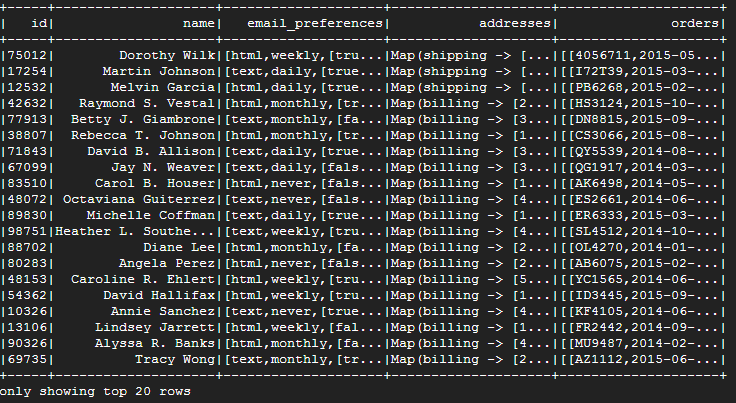 +-----+--------------------+--------------------+--------------------+--------------------+
|   id|                name|   email_preferences|           addresses|              orders|
+-----+--------------------+--------------------+--------------------+--------------------+
|75012|        Dorothy Wilk|[html,weekly,[tru...|Map(shipping -> [...|[[4056711,2015-05...|
|17254|      Martin Johnson|[text,daily,[true...|Map(shipping -> [...|[[I72T39,2015-03-...|
|12532|       Melvin Garcia|[text,daily,[true...|Map(shipping -> [...|[[PB6268,2015-02-...|
|42632|   Raymond S. Vestal|[html,monthly,[tr...|Map(billing -> [2...|[[HS3124,2015-10-...|
|77913|  Betty J. Giambrone|[text,monthly,[fa...|Map(billing -> [3...|[[DN8815,2015-09-...|
|38807|  Rebecca T. Johnson|[html,monthly,[tr...|Map(billing -> [1...|[[CS3066,2015-08-...|
|71843|    David B. Allison|[text,daily,[true...|Map(billing -> [3...|[[QY5539,2014-08-...|
|67099|       Jay N. Weaver|[text,daily,[fals...|Map(billing -> [3...|[[QG1917,2014-03-...|
|83510|     Carol B. Houser|[html,never,[fals...|Map(billing -> [1...|[[AK6498,2014-05-...|
|48072| Octaviana Guiterrez|[text,never,[fals...|Map(billing -> [4...|[[ES2661,2014-06-...|
|89830|    Michelle Coffman|[text,daily,[true...|Map(billing -> [1...|[[ER6333,2015-03-...|
|98751|Heather L. Southe...|[text,weekly,[tru...|Map(billing -> [4...|[[SL4512,2014-10-...|
|88702|           Diane Lee|[html,monthly,[fa...|Map(billing -> [2...|[[OL4270,2014-01-...|
|80283|        Angela Perez|[html,never,[fals...|Map(billing -> [2...|[[AB6075,2015-02-...|
|48153|  Caroline R. Ehlert|[html,weekly,[tru...|Map(billing -> [5...|[[YC1565,2014-06-...|
|54362|      David Hallifax|[html,weekly,[tru...|Map(billing -> [1...|[[ID3445,2015-09-...|
|10326|       Annie Sanchez|[text,never,[true...|Map(billing -> [4...|[[KF4105,2014-06-...|
|13106|     Lindsey Jarrett|[html,weekly,[fal...|Map(billing -> [1...|[[FR2442,2014-09-...|
|90326|    Alyssa R. Banks|[html,monthly,[fa...|Map(billing -> [4...|[[MU9487,2014-02-...|
|69735|          Tracy Wong|[text,monthly,[tr...|Map(billing -> [2...|[[AZ1112,2015-06-...|
+-----+--------------------+--------------------+--------------------+--------------------+
only showing top 20 rows